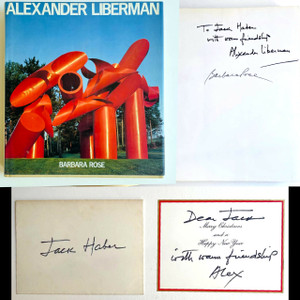 ALEXANDER LIBERMAN
BARBARA ROSE
To Jack Haber
with warm friendship
Alexander Liberman
Barbara Rose
Jack Haber
Dear Jack
Merry Christmas
and a
Happy New Year
with warm friendship
Alex